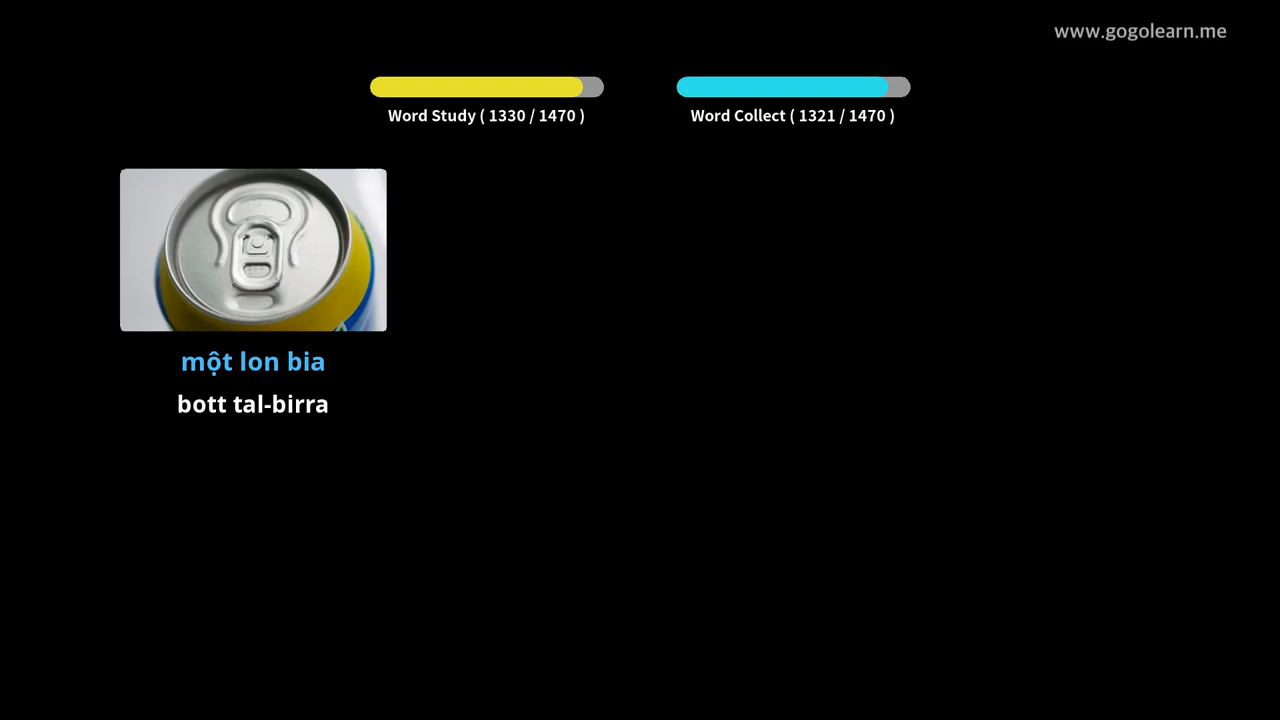 www.gogolearn.me
Word Study ( 1330 / 1470 )
Word Collect ( 1321 / 1470 )
một lon bia
bott tal-birra